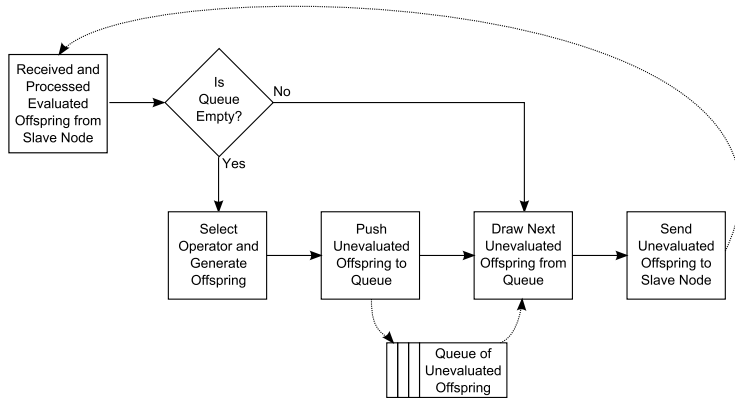 Received and
Processed
Evaluated
Offspring from
Slave Node
Is
Queue
Empty?
No
Yes
Select
Operator and
Generate
Offspring
Push
Unevaluated
Offspring to
Queue
Draw Next
Unevaluated
Offspring from
Queue
Send
Unevaluated
Offspring to
Slave Node
Queue of
Unevaluated
Offspring